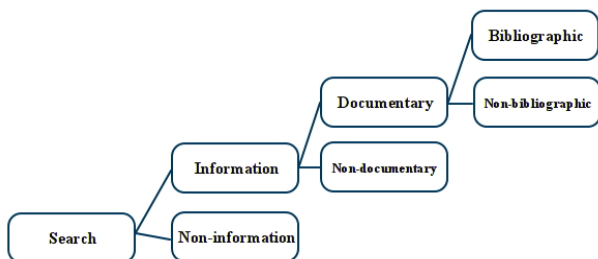 Bibliographic
Documentary
Non-bibliographic
Information
Non-documentary
Search
Non-information